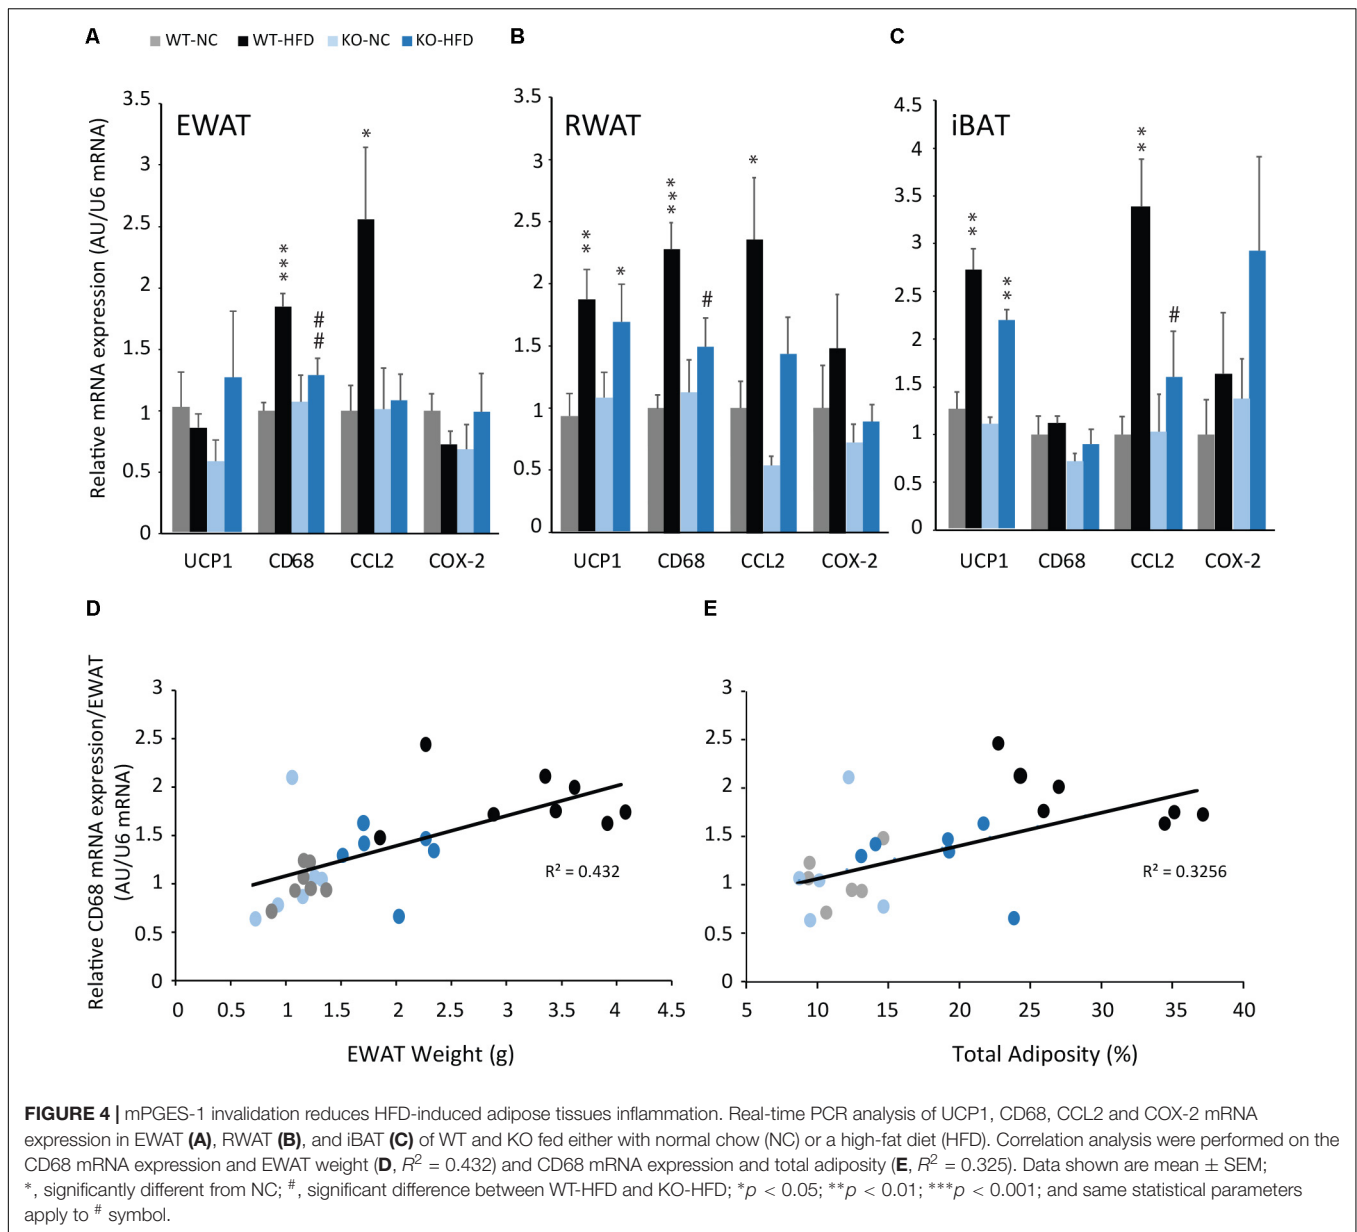 A
WT-NC WT-HFD KO-NC KO-HFD
B
C
Relative mRNA expression (AU/U6 mRNA)
3.5
3
2.5
2
1.5
1
0.5
0
EWAT
***
##
*
UCP1 CD68 CCL2 COX-2
3.5
3
2.5
2
1.5
1
0.5
0
RWAT
**
*
***
#
*
UCP1 CD68 CCL2 COX-2
4.5
4
3.5
3
2.5
2
1.5
1
0.5
0
iBAT
**
**
**
#
UCP1 CD68 CCL2 COX-2
D
Relative CD68 mRNA expression/EWAT
(AU/U6 mRNA)
3
2.5
2
1.5
1
0.5
0
R² = 0.432
0 0.5 1 1.5 2 2.5 3 3.5 4 4.5
EWAT Weight (g)
E
3
2.5
2
1.5
1
0.5
0
R² = 0.3256
5 10 15 20 25 30 35 40
Total Adiposity (%)
FIGURE 4 | mPGES-1 invalidation reduces HFD-induced adipose tissues inflammation. Real-time PCR analysis of UCP1, CD68, CCL2 and COX-2 mRNA
expression in EWAT (A), RWAT (B), and iBAT (C) of WT and KO fed either with normal chow (NC) or a high-fat diet (HFD). Correlation analysis were performed on the
CD68 mRNA expression and EWAT weight (D, R² = 0.432) and CD68 mRNA expression and total adiposity (E, R² = 0.325). Data shown are mean ± SEM;
*, significantly different from NC; #, significant difference between WT-HFD and KO-HFD; *p < 0.05; **p < 0.01; ***p < 0.001; and same statistical parameters
apply to # symbol.